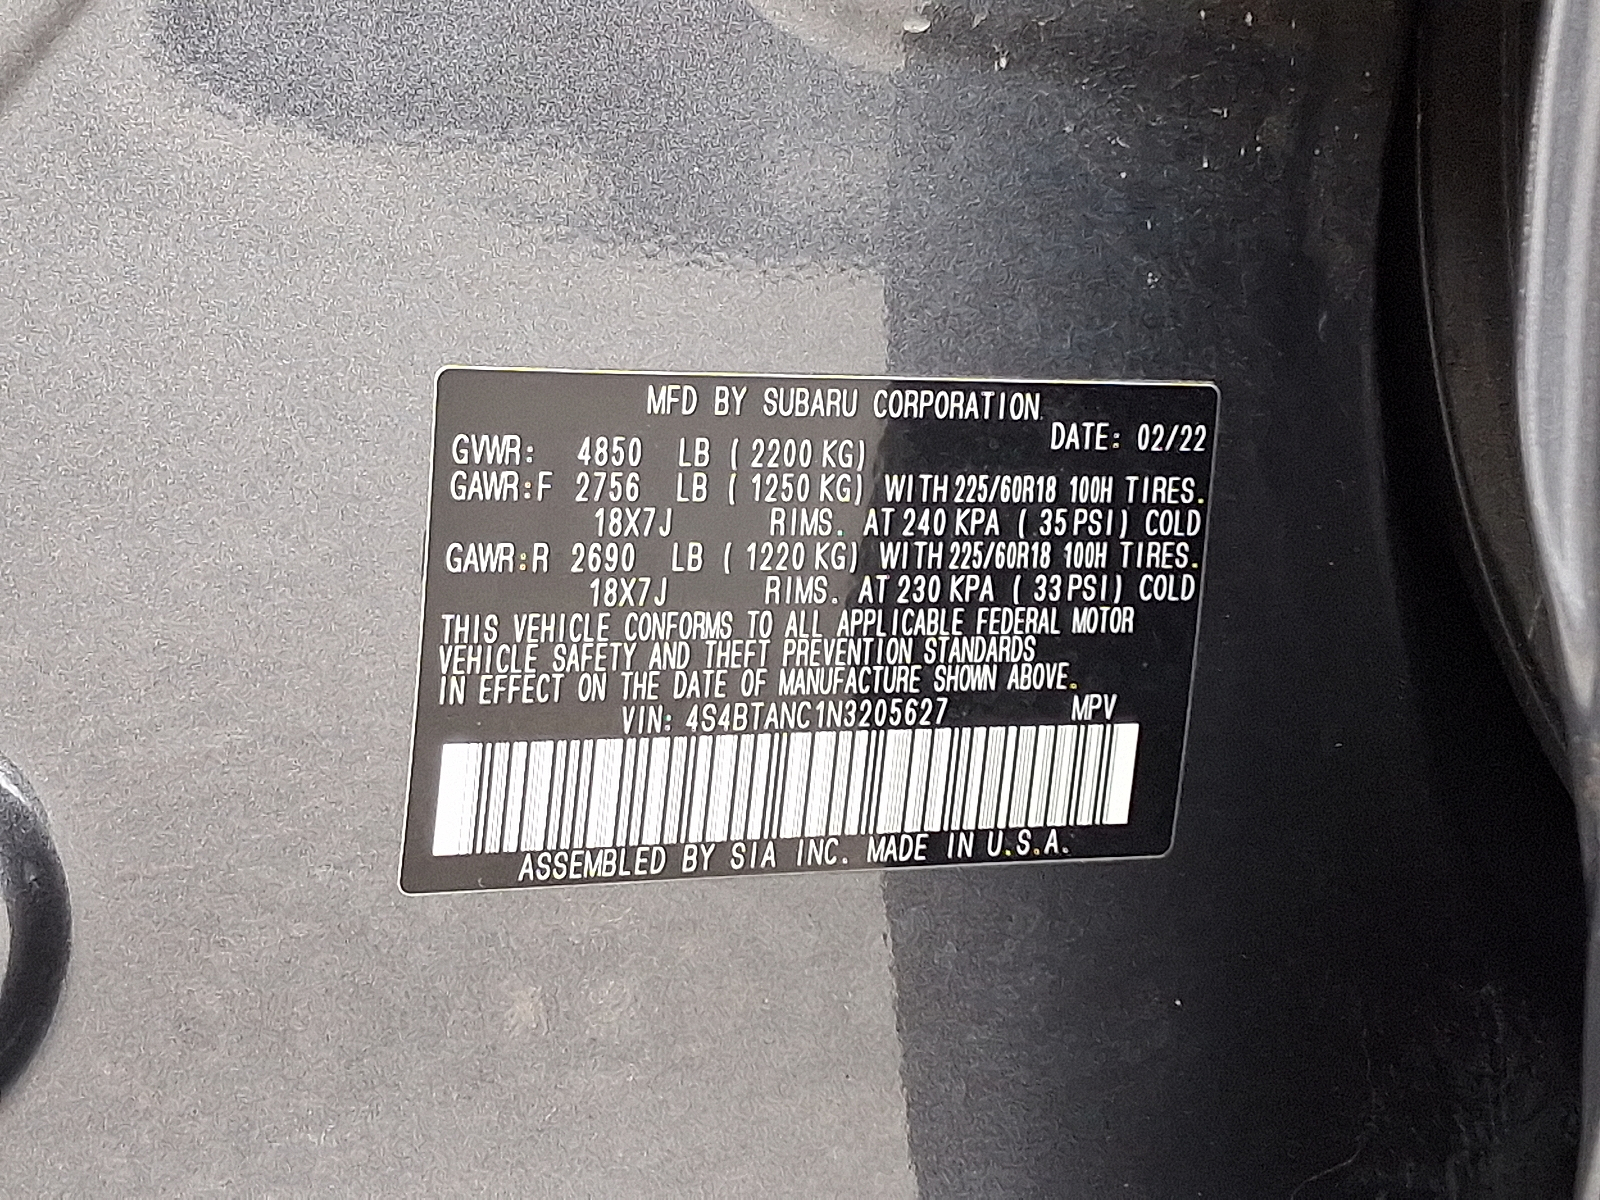 MFD BY SUBARU CORPORATION
DATE: 02/22
GVWR: 4850 LB ( 2200 KG)
GAWR:F 2756 LB ( 1250 KG) WITH 225/60R18 100H TIRES.
18X7J RIMS. AT 240 KPA ( 35 PSI) COLD
GAWR:R 2690 LB ( 1220 KG) WITH 225/60R18 100H TIRES.
18X7J RIMS. AT 230 KPA ( 33 PSI) COLD
THIS VEHICLE CONFORMS TO ALL APPLICABLE FEDERAL MOTOR
VEHICLE SAFETY AND THEFT PREVENTION STANDARDS
IN EFFECT ON THE DATE OF MANUFACTURE SHOWN ABOVE.
VIN: 4S4BTANC1N3205627 MPV
ASSEMBLED BY SIA INC. MADE IN U.S.A.